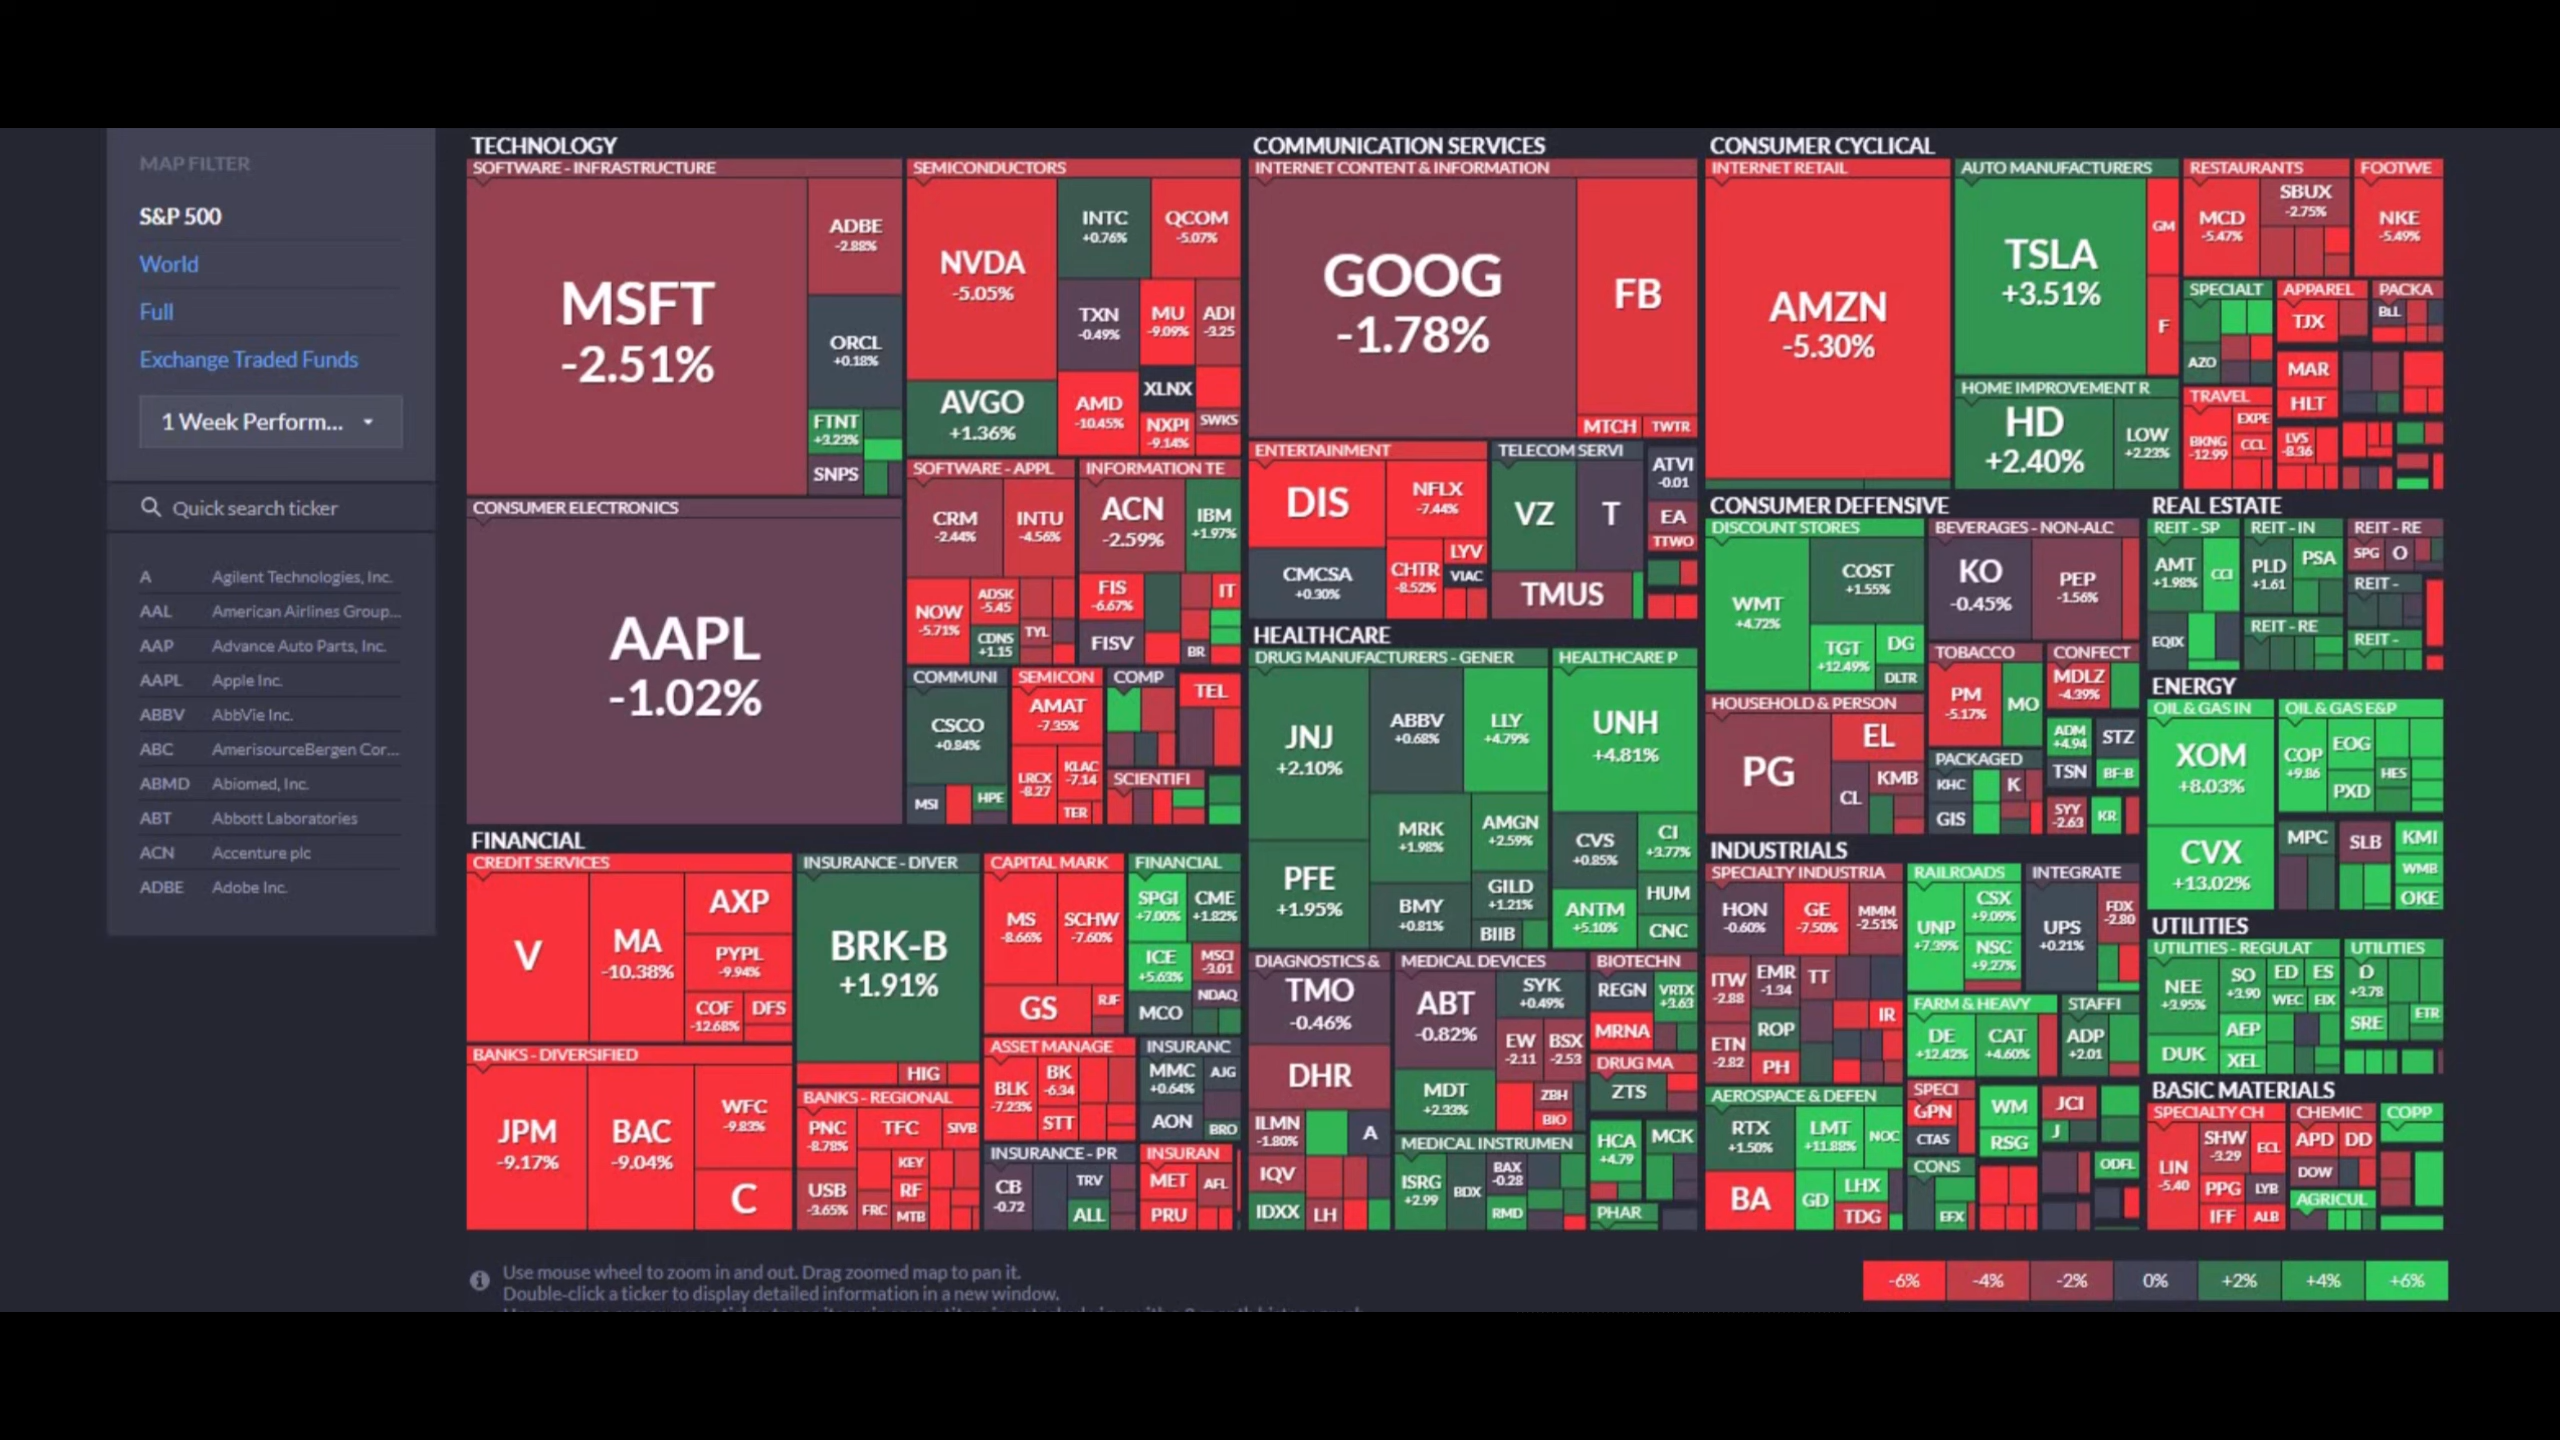 MAP FILTER
S&P 500
World
Full
Exchange Traded Funds
1 Week Perform...
Quick search ticker
A Agilent Technologies, Inc.
AAL American Airlines Group...
AAP Advance Auto Parts, Inc.
AAPL Apple Inc.
ABBV AbbVie Inc.
ABC AmerisourceBergen Cor...
ABMD Abiomed, Inc.
ABT Abbott Laboratories
ACN Accenture plc
ADBE Adobe Inc.
TECHNOLOGY
SOFTWARE - INFRASTRUCTURE
MSFT
-2.51%
ADBE
-2.88%
ORCL
+0.18%
FTNT
+3.23%
SNPS
SEMICONDUCTORS
NVDA
-5.05%
INTC
+0.76%
QCOM
-5.07%
TXN
-0.49%
MU
-9.09%
ADI
-3.25
AVGO
+1.36%
AMD
-10.45%
XLNX
NXPI
-9.14%
SWKS
CONSUMER ELECTRONICS
AAPL
-1.02%
SOFTWARE - APPL
CRM
-2.44%
INTU
-4.56%
NOW
-5.71%
ADSK
-5.45
CDNS
+1.15
TYL
INFORMATION TE
ACN
-2.59%
IBM
+1.97%
FIS
-6.67%
IT
FISV
BR
COMMUNI
CSCO
+0.84%
MSI
HPE
SEMICON
AMAT
-7.35%
LRCX
-8.27
KLAC
-7.14
TER
COMP
TEL
SCIENTIFI
FINANCIAL
CREDIT SERVICES
V
MA
-10.38%
AXP
PYPL
-9.94%
COF
-12.68%
DFS
BANKS - DIVERSIFIED
JPM
-9.17%
BAC
-9.04%
WFC
-9.83%
C
INSURANCE - DIVER
BRK-B
+1.91%
HIG
BANKS - REGIONAL
PNC
-8.78%
TFC
SIVB
KEY
USB
-3.65%
FRC
RF
MTB
CAPITAL MARK
MS
-8.66%
SCHW
-7.60%
GS
RJF
FINANCIAL
SPGI
+7.00%
CME
+1.82%
ICE
+5.63%
MSCI
-3.01
NDAQ
MCO
ASSET MANAGE
BLK
-7.23%
BK
-6.34
STT
INSURANC
MMC
+0.64%
AJG
AON
BRO
INSURANCE - PR
CB
-0.72
TRV
ALL
INSURAN
MET
AFL
PRU
COMMUNICATION SERVICES
INTERNET CONTENT & INFORMATION
GOOG
-1.78%
FB
MTCH
TWTR
ENTERTAINMENT
DIS
NFLX
-7.44%
CMCSA
+0.30%
CHTR
-8.52%
LYV
VIAC
TELECOM SERVI
VZ
T
TMUS
ATVI
-0.01
EA
TTWO
HEALTHCARE
DRUG MANUFACTURERS - GENER
JNJ
+2.10%
ABBV
+0.68%
LLY
+4.79%
PFE
+1.95%
MRK
+1.98%
AMGN
+2.59%
BMY
+0.81%
GILD
+1.21%
BIIB
HEALTHCARE P
UNH
+4.81%
CVS
+0.85%
CI
+3.77%
HUM
ANTM
+5.10%
CNC
DIAGNOSTICS &
TMO
-0.46%
DHR
ILMN
-1.80%
A
IQV
IDXX
LH
MEDICAL DEVICES
ABT
-0.82%
SYK
+0.49%
EW
-2.11
BSX
-2.53
MDT
+2.33%
ZBH
BIO
MEDICAL INSTRUMEN
ISRG
+2.99
BDX
BAX
-0.28
RMD
BIOTECHN
REGN
VRTX
+3.63
MRNA
DRUG MA
ZTS
HCA
+4.79
MCK
PHAR
CONSUMER CYCLICAL
INTERNET RETAIL
AMZN
-5.30%
AUTO MANUFACTURERS
TSLA
+3.51%
GM
F
HOME IMPROVEMENT R
HD
+2.40%
LOW
+2.23%
RESTAURANTS
MCD
-5.47%
SBUX
-2.75%
FOOTWE
NKE
-5.49%
SPECIALT
AZO
APPAREL
TJX
PACKA
BLL
MAR
HLT
TRAVEL
EXPE
BKNG
-12.99
CCL
LVS
-8.36
CONSUMER DEFENSIVE
DISCOUNT STORES
WMT
+4.72%
COST
+1.55%
TGT
+12.49%
DG
DLTR
BEVERAGES - NON-ALC
KO
-0.45%
PEP
-1.56%
HOUSEHOLD & PERSON
PG
EL
CL
KMB
TOBACCO
PM
-5.17%
MO
CONFECT
MDLZ
-4.39%
PACKAGED
KHC
K
GIS
ADM
+4.94
STZ
TSN
BF-B
SYY
-2.63
KR
REAL ESTATE
REIT - SP
AMT
+1.98%
CCI
EQIX
REIT - IN
PLD
+1.61
PSA
REIT - RE
SPG
O
REIT -
REIT - RE
REIT -
ENERGY
OIL & GAS IN
XOM
+8.03%
CVX
+13.02%
OIL & GAS E&P
COP
+9.86
EOG
HES
PXD
MPC
SLB
KMI
WMB
OKE
INDUSTRIALS
SPECIALTY INDUSTRIA
HON
-0.60%
GE
-7.50%
MMM
-2.51%
ITW
-2.88
EMR
-1.34
TT
IR
ETN
-2.82
ROP
PH
RAILROADS
UNP
+7.39%
CSX
+9.09%
NSC
+9.27%
INTEGRATE
UPS
+0.21%
FDX
-2.80
FARM & HEAVY
DE
+12.42%
CAT
+4.60%
STAFFI
ADP
+2.01
AEROSPACE & DEFEN
RTX
+1.50%
LMT
+11.88%
NOC
BA
GD
LHX
TDG
SPECI
GPN
CTAS
WM
RSG
JCI
J
CONS
EFX
ODFL
UTILITIES
UTILITIES - REGULAT
NEE
+3.95%
SO
+3.90
ED
ES
WEC
EIX
AEP
DUK
XEL
UTILITIES
D
+3.78
SRE
ETR
BASIC MATERIALS
SPECIALTY CH
LIN
-5.40
SHW
-3.29
ECL
PPG
LYB
IFF
ALB
CHEMIC
APD
DD
DOW
AGRICUL
COPP
Use mouse wheel to zoom in and out. Drag zoomed map to pan it.
Double-click a ticker to display detailed information in a new window.
-6% -4% -2% 0% +2% +4% +6%